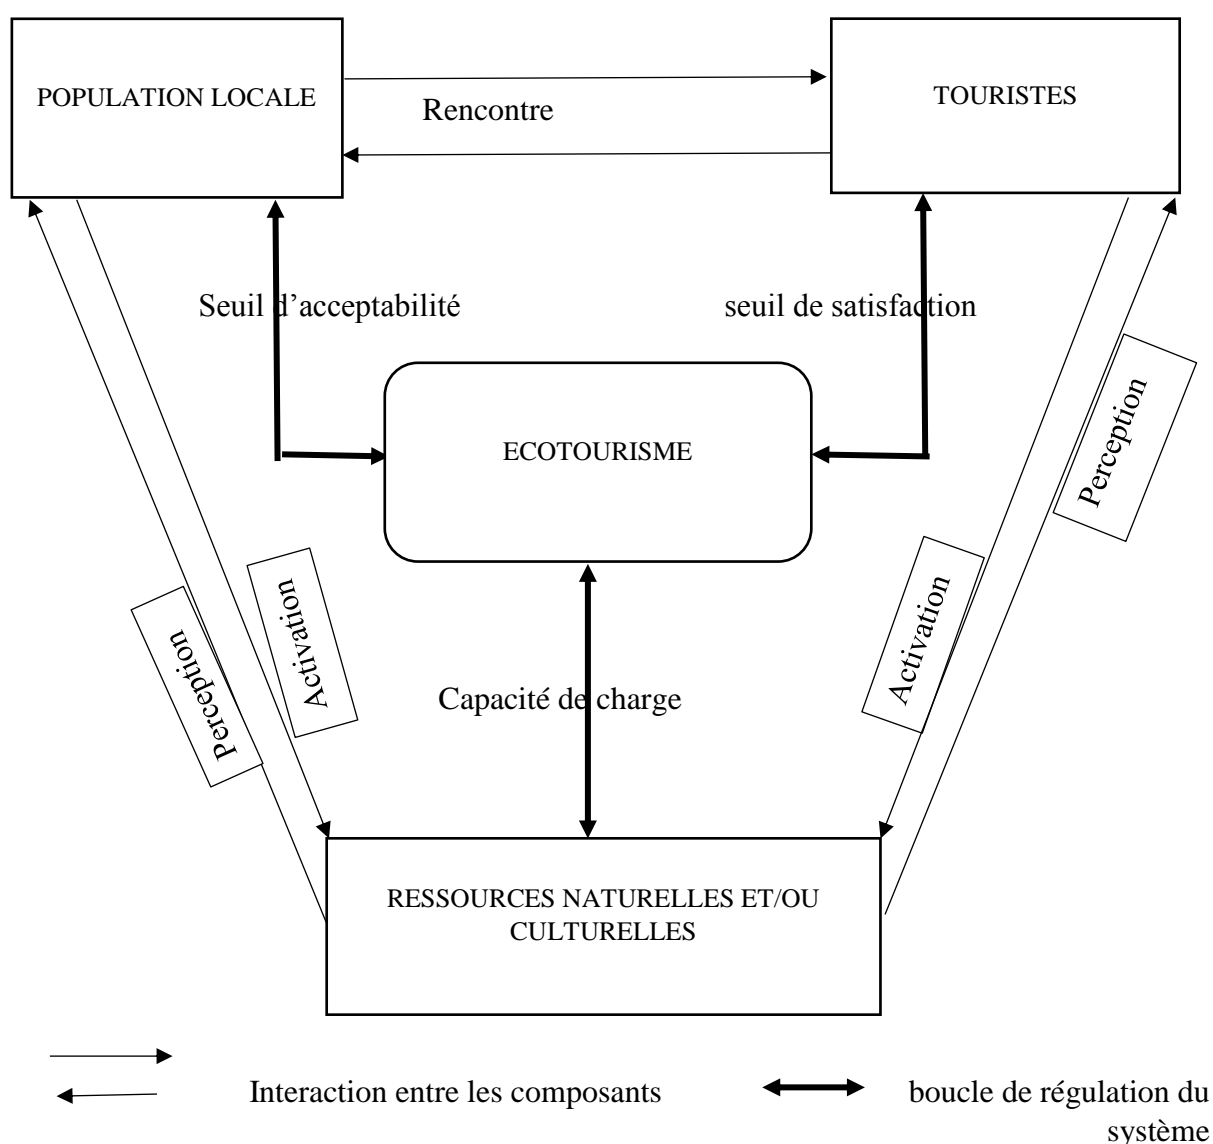 POPULATION LOCALE
TOURISTES
Rencontre
Seuil d’acceptabilité
seuil de satisfaction
ECOTOURISME
Perception
Activation
Perception
Activation
Capacité de charge
RESSOURCES NATURELLES ET/OU
CULTURELLES
Interaction entre les composants
boucle de régulation du
système